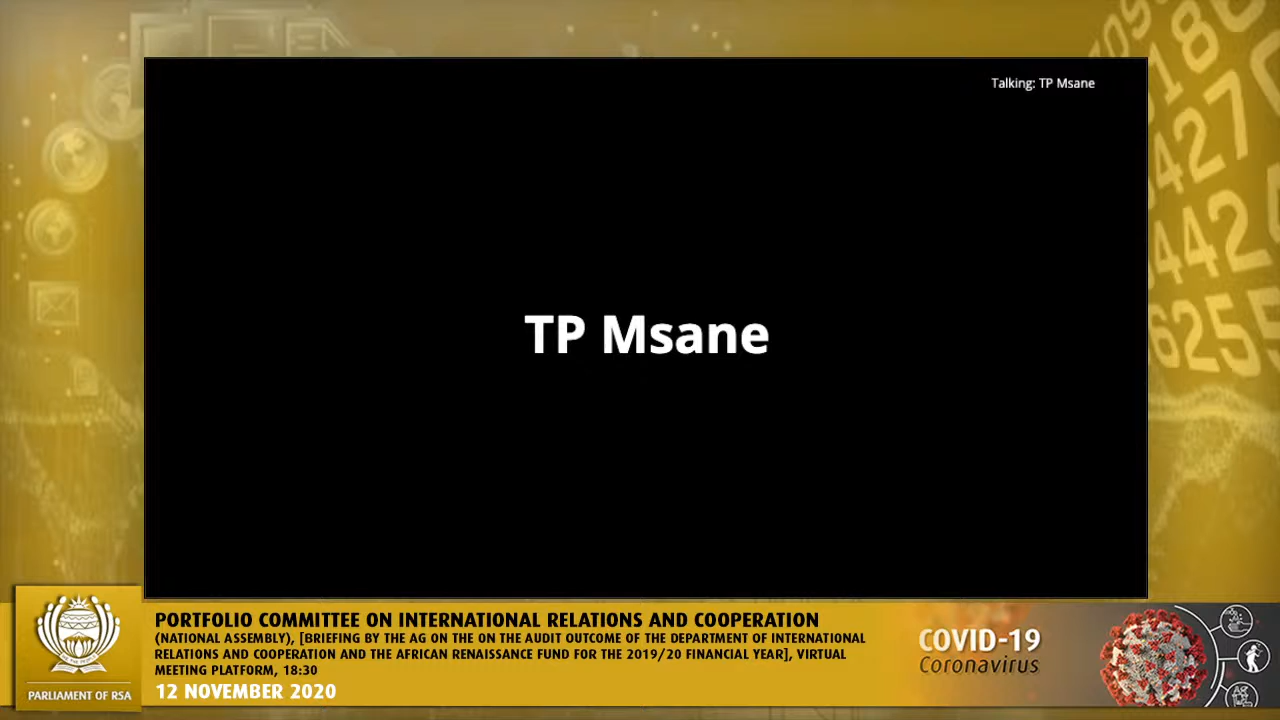 Talking: TP Msane
TP Msane
PORTFOLIO COMMITTEE ON INTERNATIONAL RELATIONS AND COOPERATION
(NATIONAL ASSEMBLY), [BRIEFING BY THE AG ON THE ON THE AUDIT OUTCOME OF THE DEPARTMENT OF INTERNATIONAL
RELATIONS AND COOPERATION AND THE AFRICAN RENAISSANCE FUND FOR THE 2019/20 FINANCIAL YEAR], VIRTUAL
MEETING PLATFORM, 18:30
12 NOVEMBER 2020
PARLIAMENT OF RSA
COVID-19
Coronavirus